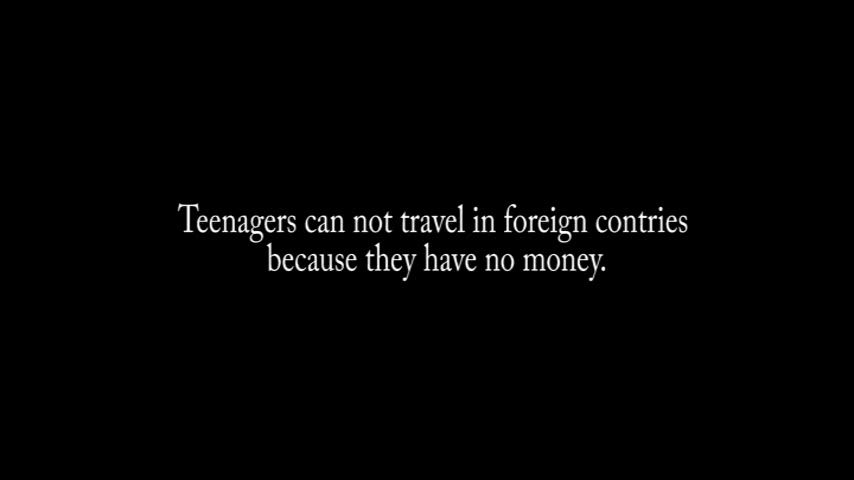 Teenagers can not travel in foreign contries
because they have no money.